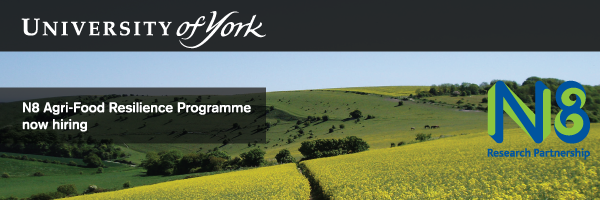 UNIVERSITY of York
N8 Agri-Food Resilience Programme
now hiring
N8
Research Partnership